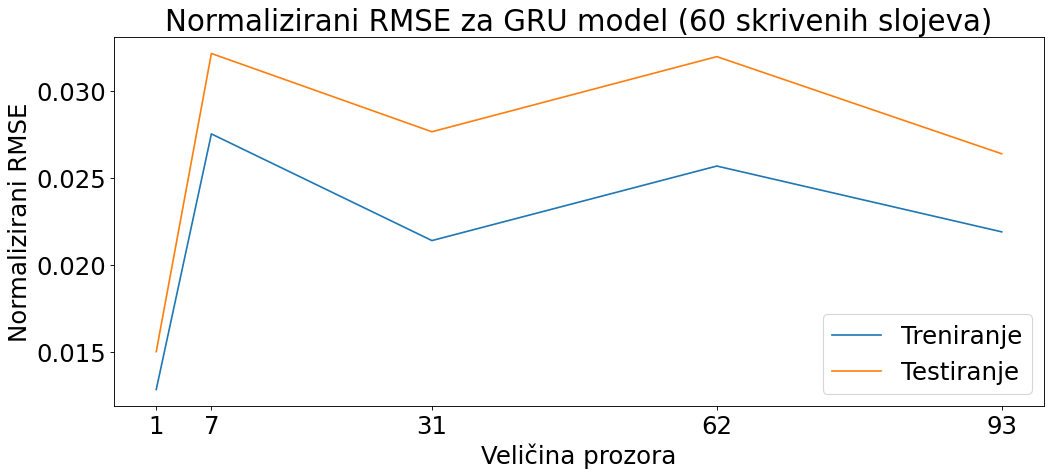 Normalizirani RMSE za GRU model (60 skrivenih slojeva)
Normalizirani RMSE
0.030
0.025
0.020
0.015
Treniranje
Testiranje
1 7 31 62 93
Veličina prozora